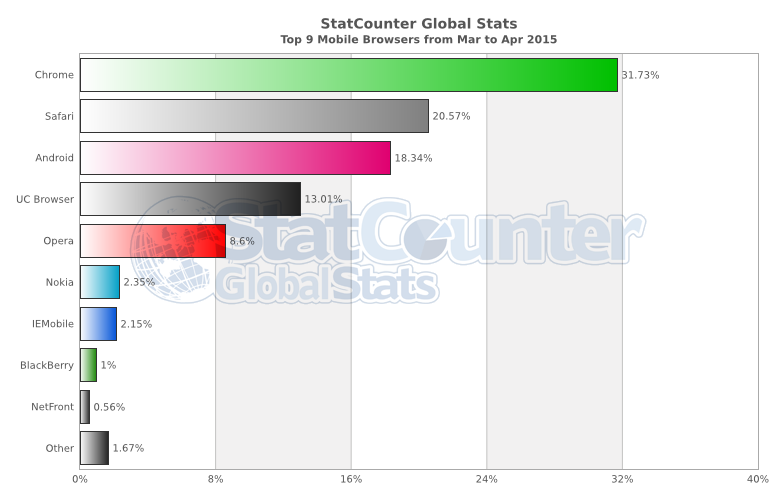 StatCounter Global Stats
Top 9 Mobile Browsers from Mar to Apr 2015
Chrome 31.73%
Safari 20.57%
Android 18.34%
UC Browser 13.01%
StatCounter
Opera 8.6%
Nokia 2.35%
GlobalStats
IEMobile 2.15%
BlackBerry 1%
NetFront 0.56%
Other 1.67%
0% 8% 16% 24% 32% 40%